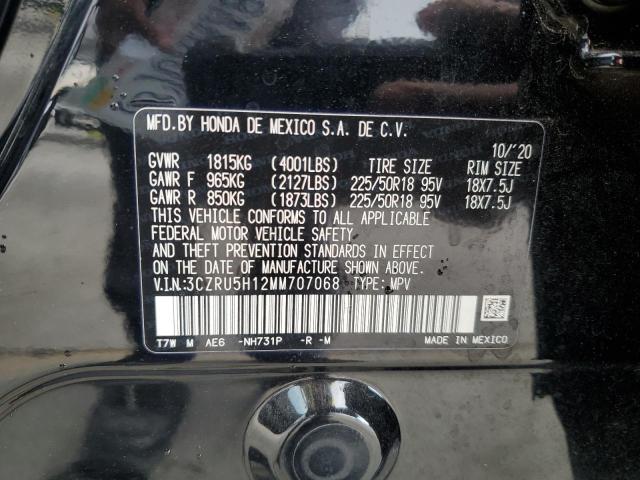 MFD.BY HONDA DE MEXICO S.A. DE C.V.
10/'20
GVWR 1815KG (4001LBS) TIRE SIZE RIM SIZE
GAWR F 965KG (2127LBS) 225/50R18 95V 18X7.5J
GAWR R 850KG (1873LBS) 225/50R18 95V 18X7.5J
THIS VEHICLE CONFORMS TO ALL APPLICABLE
FEDERAL MOTOR VEHICLE SAFETY
AND THEFT PREVENTION STANDARDS IN EFFECT
ON THE DATE OF MANUFACTURE SHOWN ABOVE.
V.I.N:3CZRU5H12MM707068 TYPE: MPV
T7W M AE6 -NH731P -R -M MADE IN MEXICO